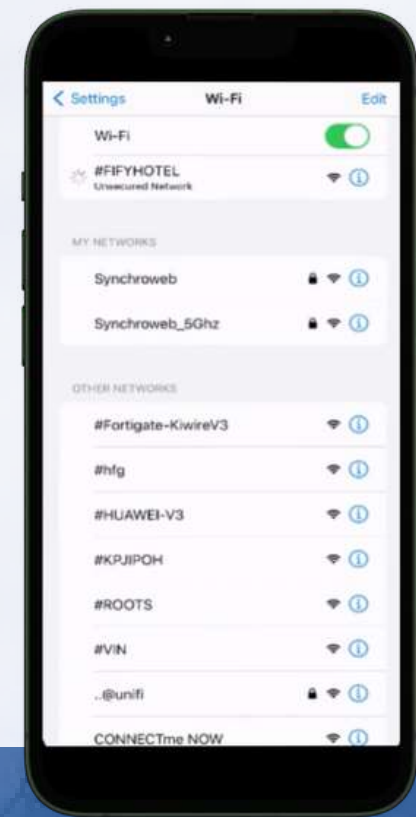 Settings Wi-Fi Edit
Wi-Fi
#FIFYHOTEL
Unsecured Network
MY NETWORKS
Synchroweb
Synchroweb_5Ghz
OTHER NETWORKS
#Fortigate-KiwireV3
#hfg
#HUAWEI-V3
#KPJIPOH
#ROOTS
#VIN
..@unifi
CONNECTme NOW